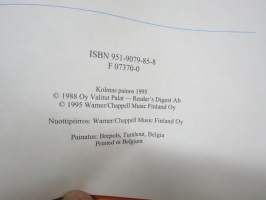 ISBN 951-9079-85-8
F 07370-0
Kolmas painos 1995
© 1988 Oy Valitut Palat — Reader's Digest Ab
© 1995 Warner/Chappell Music Finland Oy
Nuottipiirros: Warner/Chappell Music Finland Oy
Painatus: Brepols, Turnhout, Belgia
Printed in Belgium